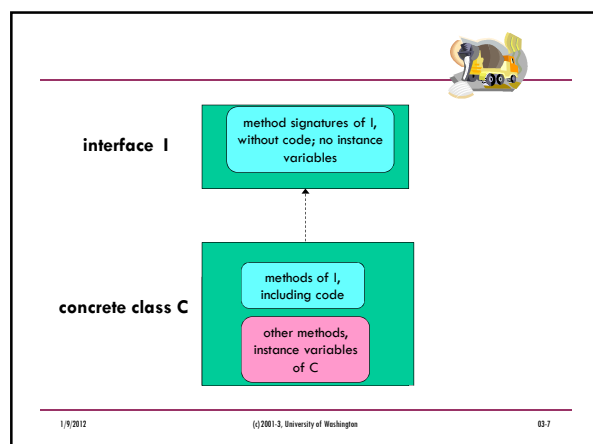 interface I
method signatures of I,
without code; no instance
variables
concrete class C
methods of I,
including code
other methods,
instance variables
of C
1/9/2012
(c) 2001-3, University of Washington
03-7